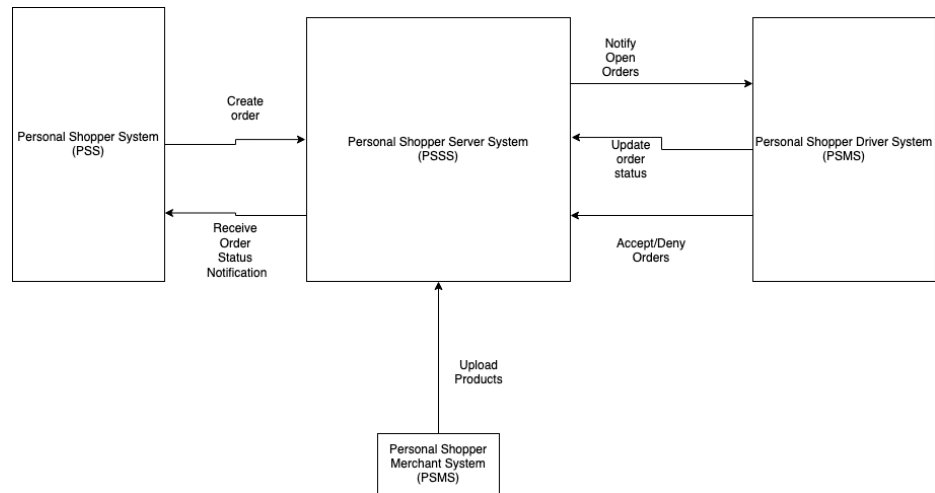 Notify
Open
Orders
Create
order
Personal Shopper System
(PSS)
Personal Shopper Server System
(PSSS)
Update
order
status
Personal Shopper Driver System
(PSMS)
Receive
Order
Status
Notification
Accept/Deny
Orders
Upload
Products
Personal Shopper
Merchant System
(PSMS)